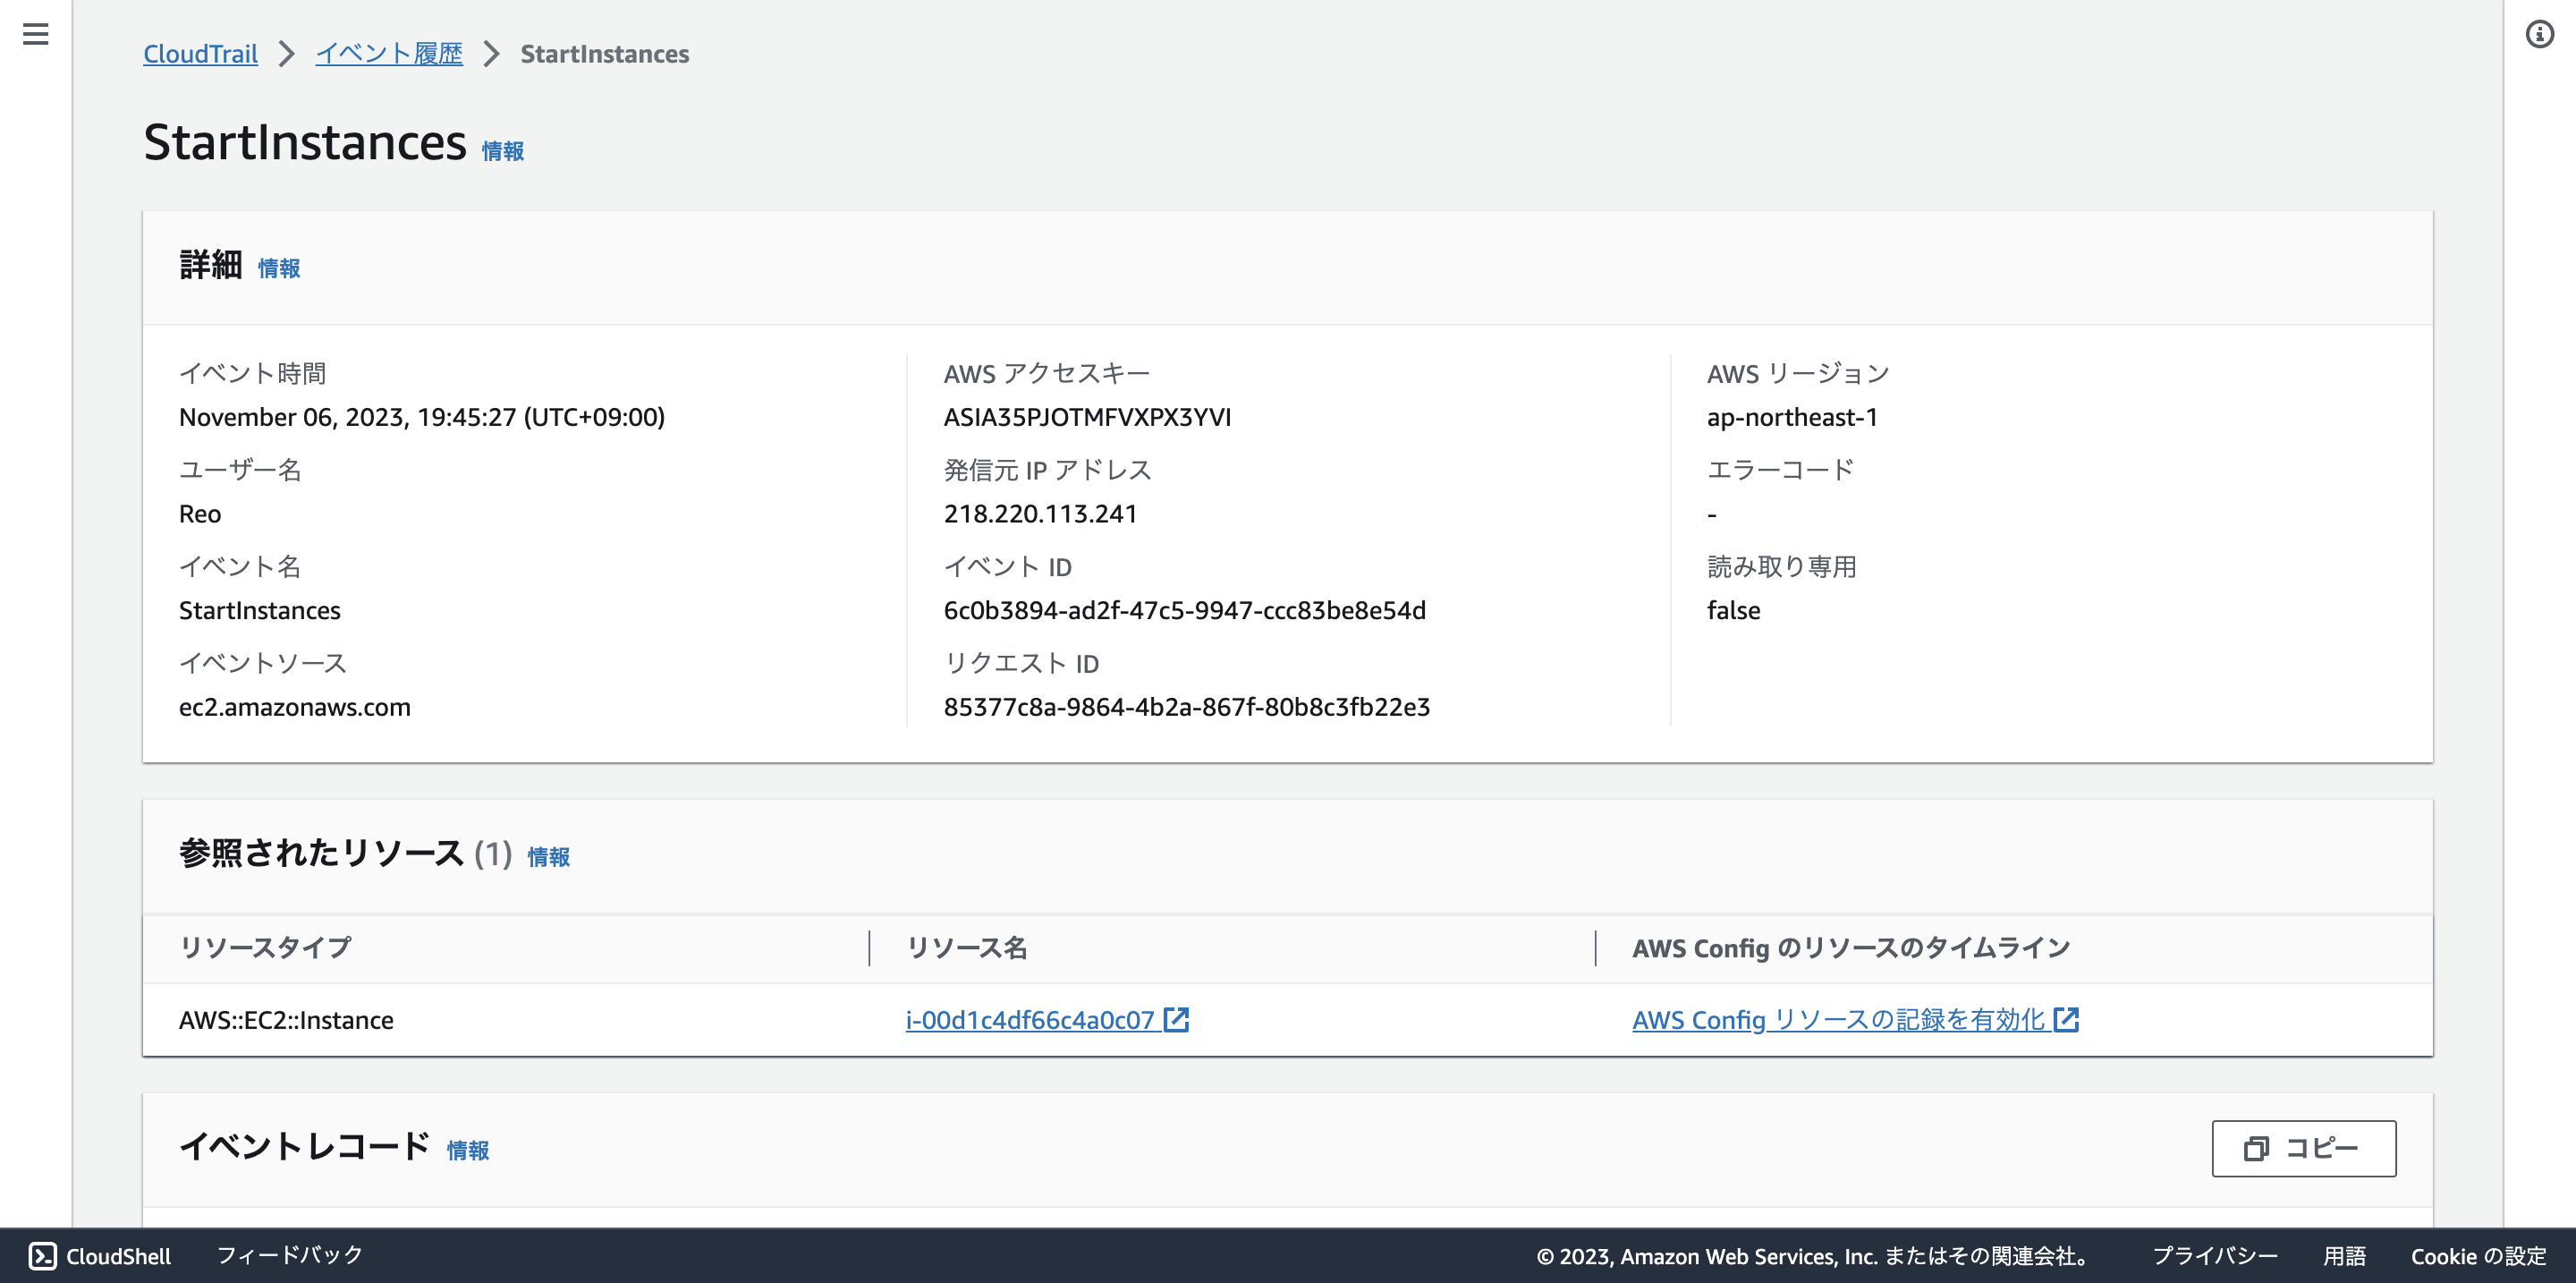 CloudTrail > イベント履歴 > StartInstances
StartInstances 情報
詳細 情報
イベント時間
November 06, 2023, 19:45:27 (UTC+09:00)
ユーザー名
Reo
イベント名
StartInstances
イベントソース
ec2.amazonaws.com
AWS アクセスキー
ASIA35PJOTMFVXPX3YVI
発信元 IP アドレス
218.220.113.241
イベント ID
6c0b3894-ad2f-47c5-9947-ccc83be8e54d
リクエスト ID
85377c8a-9864-4b2a-867f-80b8c3fb22e3
AWS リージョン
ap-northeast-1
エラーコード
-
読み取り専用
false
参照されたリソース (1) 情報
リソースタイプ リソース名 AWS Config のリソースのタイムライン
AWS::EC2::Instance i-00d1c4df66c4a0c07 AWS Config リソースの記録を有効化
イベントレコード 情報 コピー
CloudShell フィードバック © 2023, Amazon Web Services, Inc. またはその関連会社。 プライバシー 用語 Cookie の設定